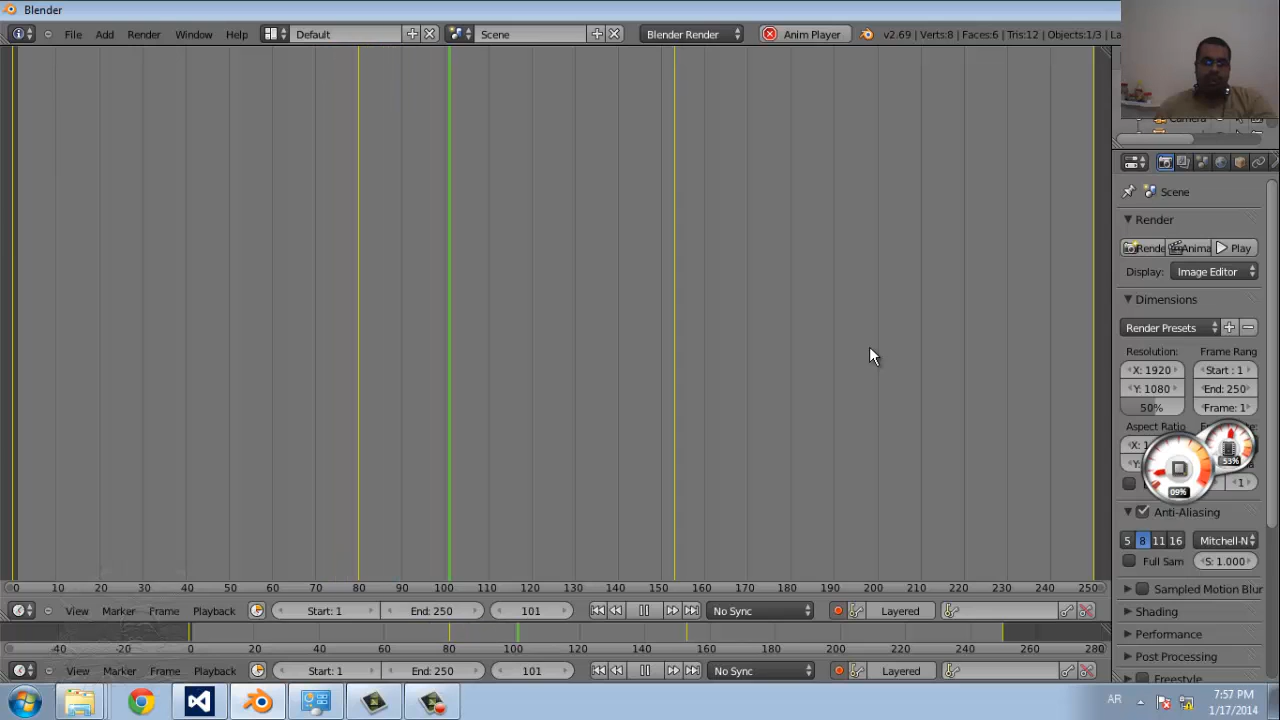 Blender
File Add Render Window Help Default Scene Blender Render Anim Player v2.69 | Verts:8 | Faces:6 | Tris:12 | Objects:1/3 | La
Camera
Scene
Render
Rende Anima Play
Display: Image Editor
Dimensions
Render Presets
Resolution: Frame Rang
X: 1920 Start : 1
Y: 1080 End: 250
50% Frame: 1
Aspect Ratio
53%
09%
1
Anti-Aliasing
5 8 11 16 Mitchell-N
Full Sam S: 1.000
0 10 20 30 40 50 60 70 80 90 100 110 120 130 140 150 160 170 180 190 200 210 220 230 240 250
Sampled Motion Blur
View Marker Frame Playback Start: 1 End: 250 101 No Sync Layered
Shading
Performance
-40 -20 0 20 40 60 80 100 120 140 160 180 200 220 240 260 280
Post Processing
View Marker Frame Playback Start: 1 End: 250 101 No Sync Layered
Freestyle
AR 7:57 PM
1/17/2014